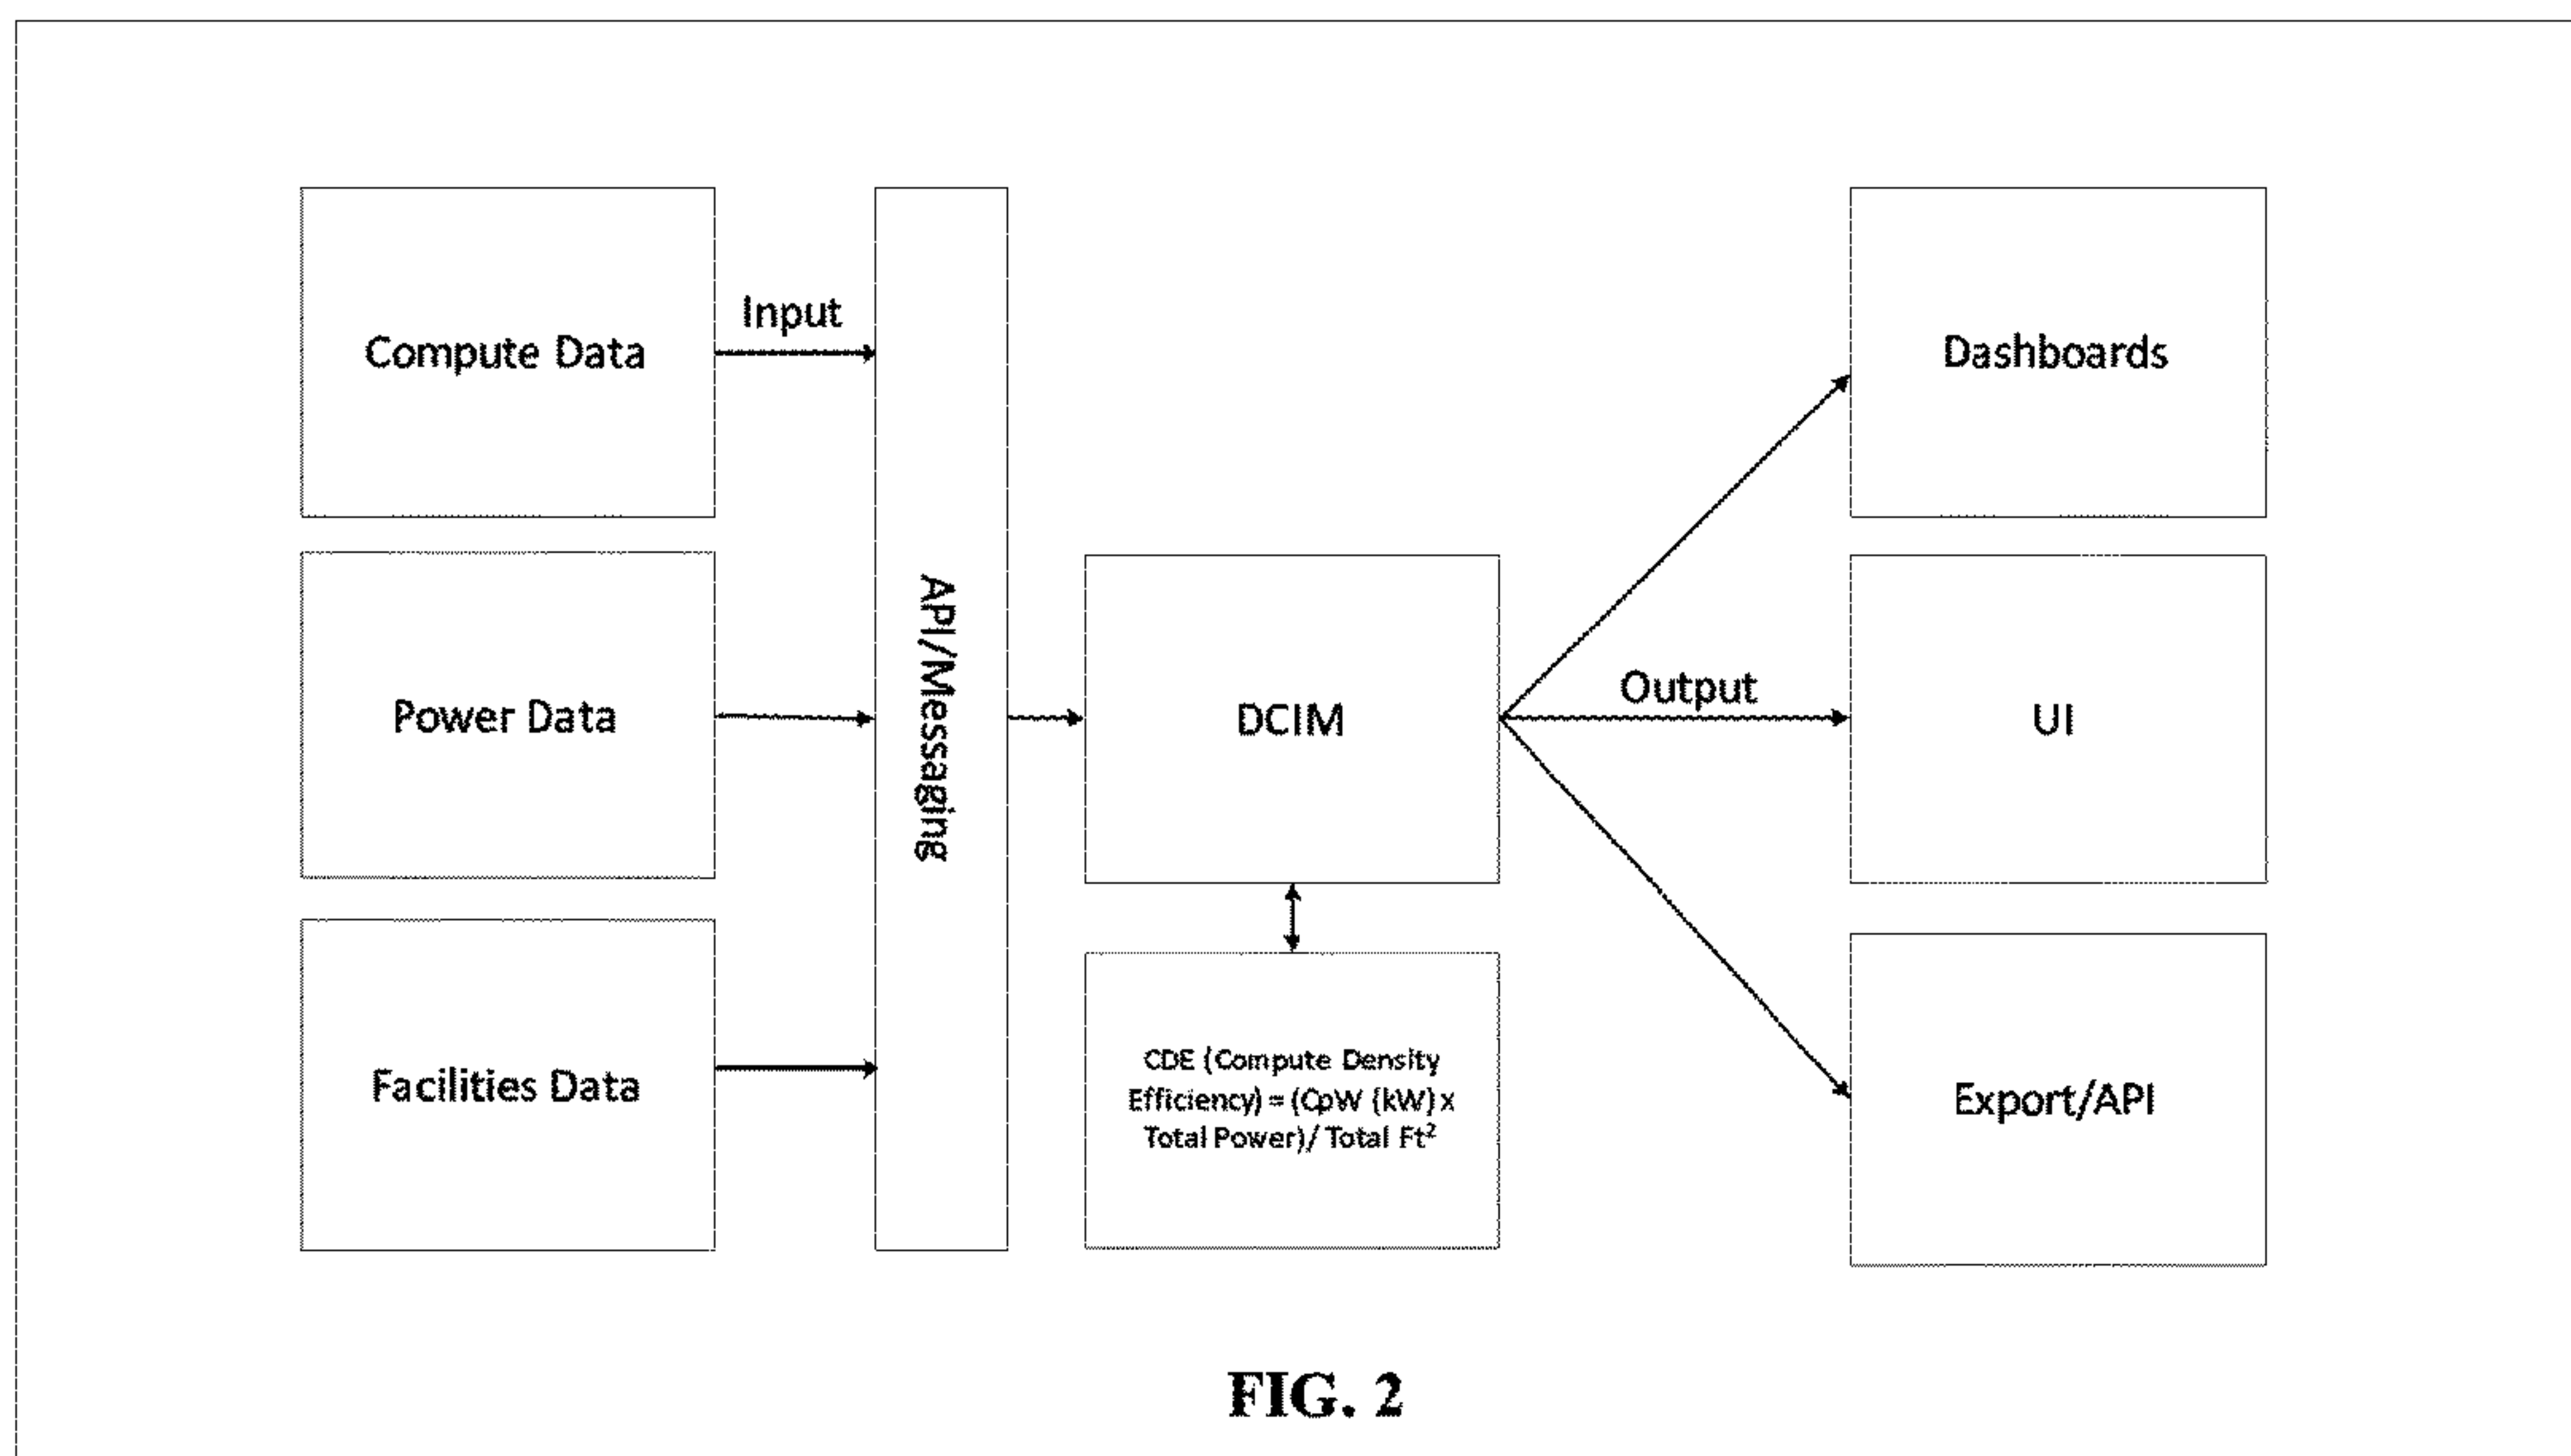 Compute Data
Input
Power Data
Facilities Data
API/Messaging
DCIM
CDE (Compute Density
Efficiency) = (CpW (kW) x
Total Power)/ Total Ft²
Output
Dashboards
UI
Export/API
FIG. 2